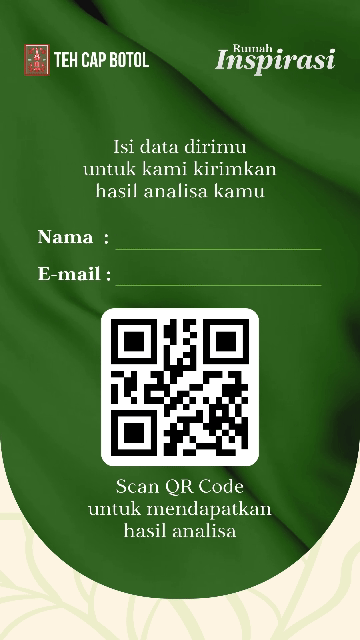 TEH CAP BOTOL
Rumah
Inspirasi
Isi data dirimu
untuk kami kirimkan
hasil analisa kamu
Nama :
E-mail :
Scan QR Code
untuk mendapatkan
hasil analisa